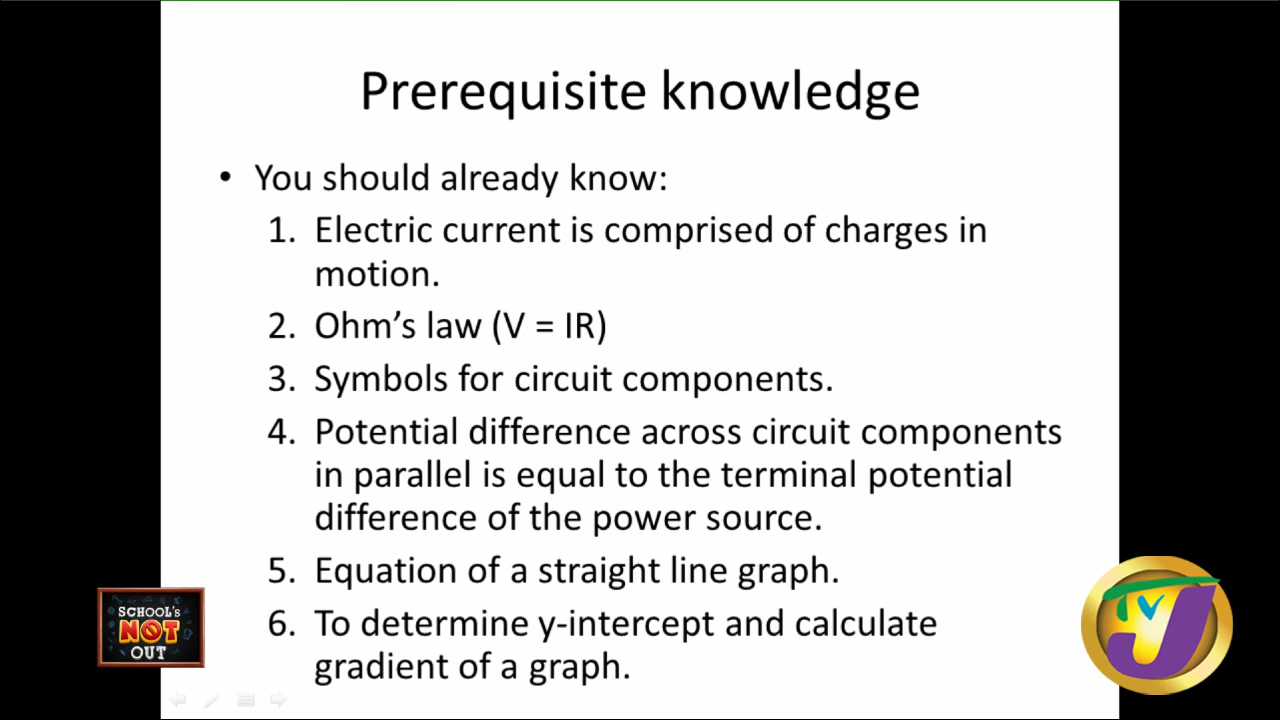 Prerequisite knowledge
• You should already know:
1. Electric current is comprised of charges in
motion.
2. Ohm’s law (V = IR)
3. Symbols for circuit components.
4. Potential difference across circuit components
in parallel is equal to the terminal potential
difference of the power source.
5. Equation of a straight line graph.
6. To determine y-intercept and calculate
gradient of a graph.
SCHOOL's
NOT
OUT
TVJ